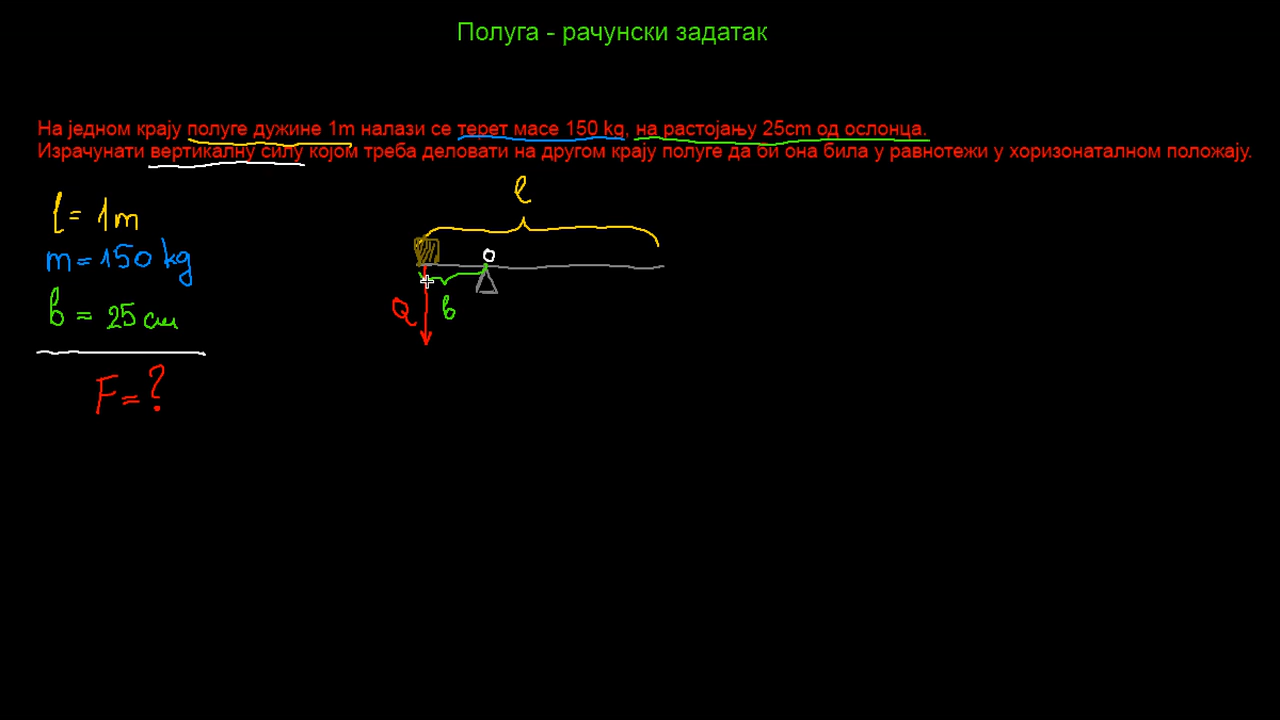 Полуга - рачунски задатак
На једном крају полуге дужине 1m налази се терет масе 150 kg, на растојању 25cm од ослонца.
Израчунати вертикалну силу којом треба деловати на другом крају полуге да би она била у равнотежи у хоризонаталном положају.
l = 1m
m = 150 kg
b = 25 cm
F = ?
l
O
Q
b